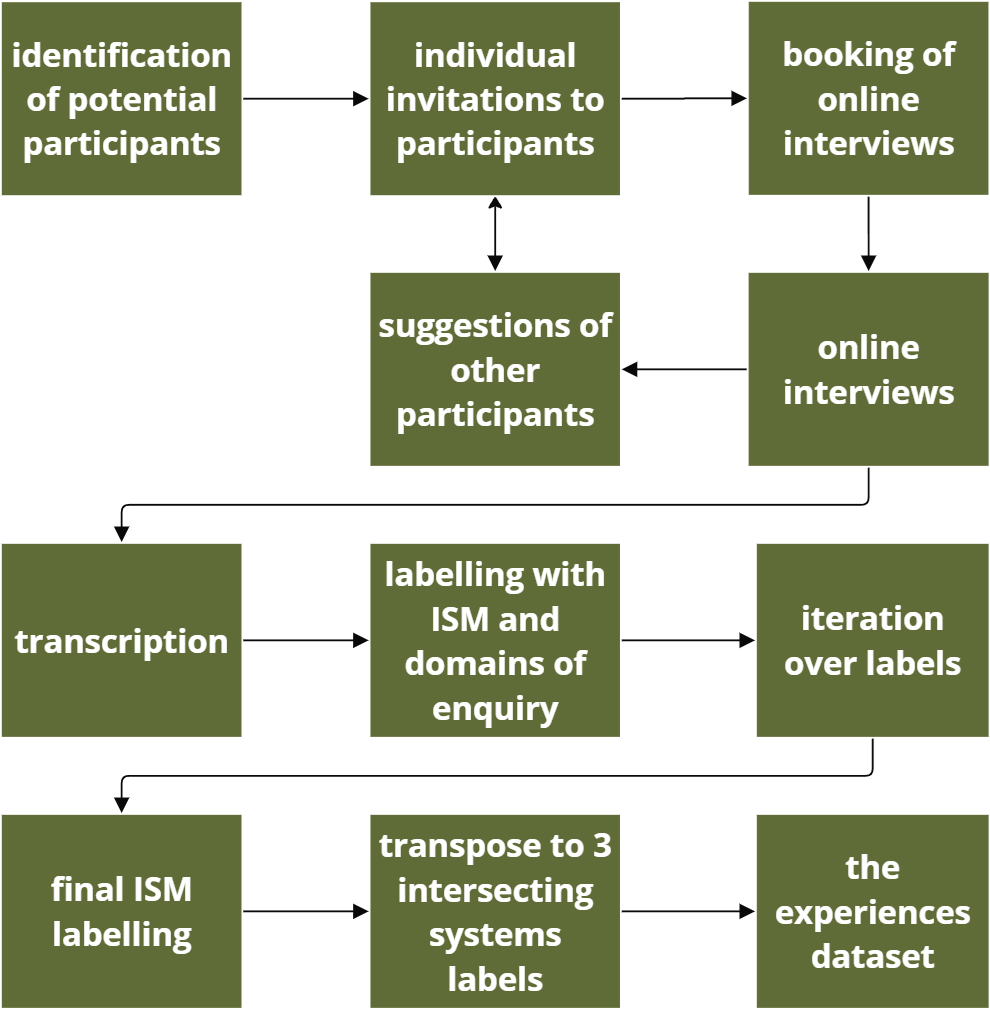 identification
of potential
participants
individual
invitations to
participants
booking of
online
interviews
suggestions of
other
participants
online
interviews
transcription
labelling with
ISM and
domains of
enquiry
iteration
over labels
final ISM
labelling
transpose to 3
intersecting
systems
labels
the
experiences
dataset